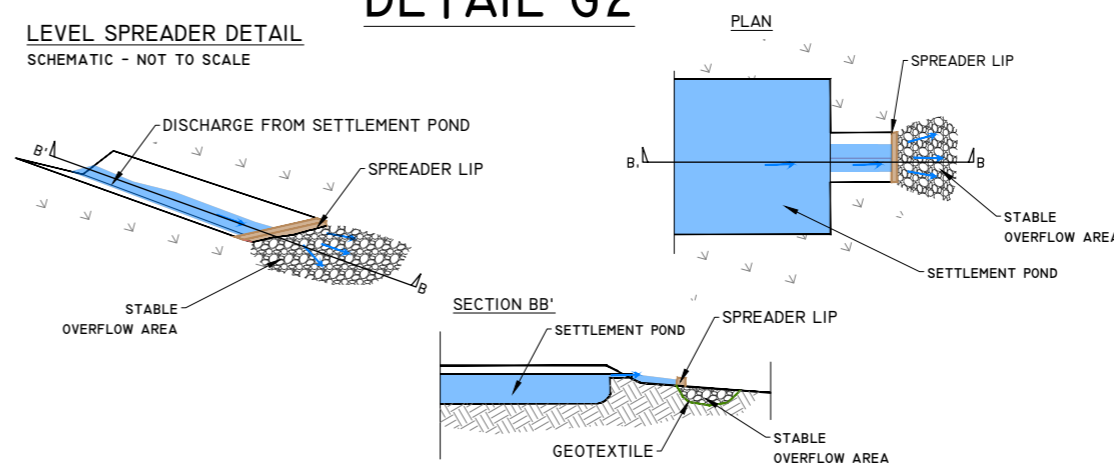 DETAIL G2
LEVEL SPREADER DETAIL
SCHEMATIC - NOT TO SCALE
DISCHARGE FROM SETTLEMENT POND
B'
SPREADER LIP
B
STABLE
OVERFLOW AREA
PLAN
SPREADER LIP
B'
B
STABLE
OVERFLOW AREA
SETTLEMENT POND
SECTION BB'
SETTLEMENT POND
SPREADER LIP
GEOTEXTILE
STABLE
OVERFLOW AREA